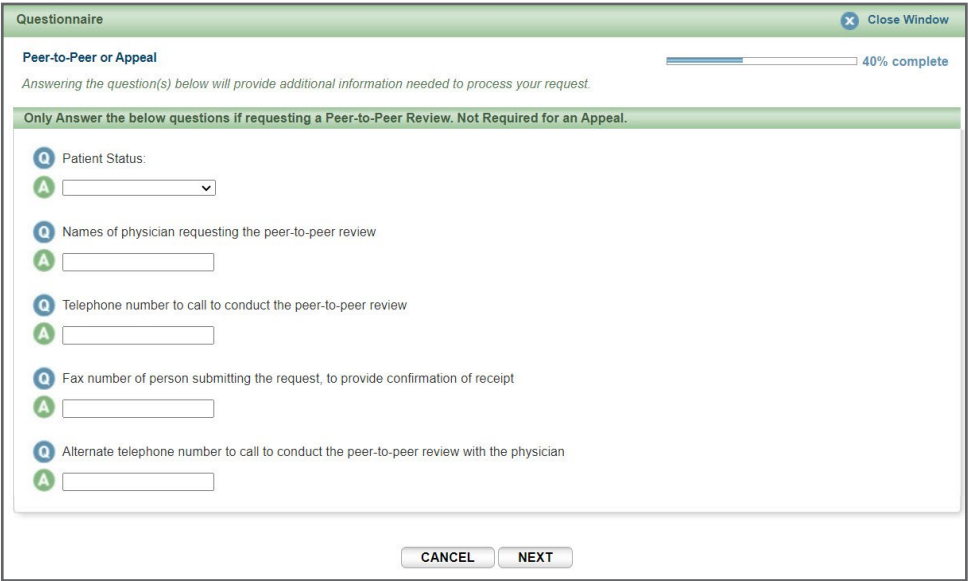 Questionnaire
Close Window
Peer-to-Peer or Appeal
40% complete
Answering the question(s) below will provide additional information needed to process your request.
Only Answer the below questions if requesting a Peer-to-Peer Review. Not Required for an Appeal.
Q Patient Status:
A
Q Names of physician requesting the peer-to-peer review
A
Q Telephone number to call to conduct the peer-to-peer review
A
Q Fax number of person submitting the request, to provide confirmation of receipt
A
Q Alternate telephone number to call to conduct the peer-to-peer review with the physician
A
CANCEL NEXT